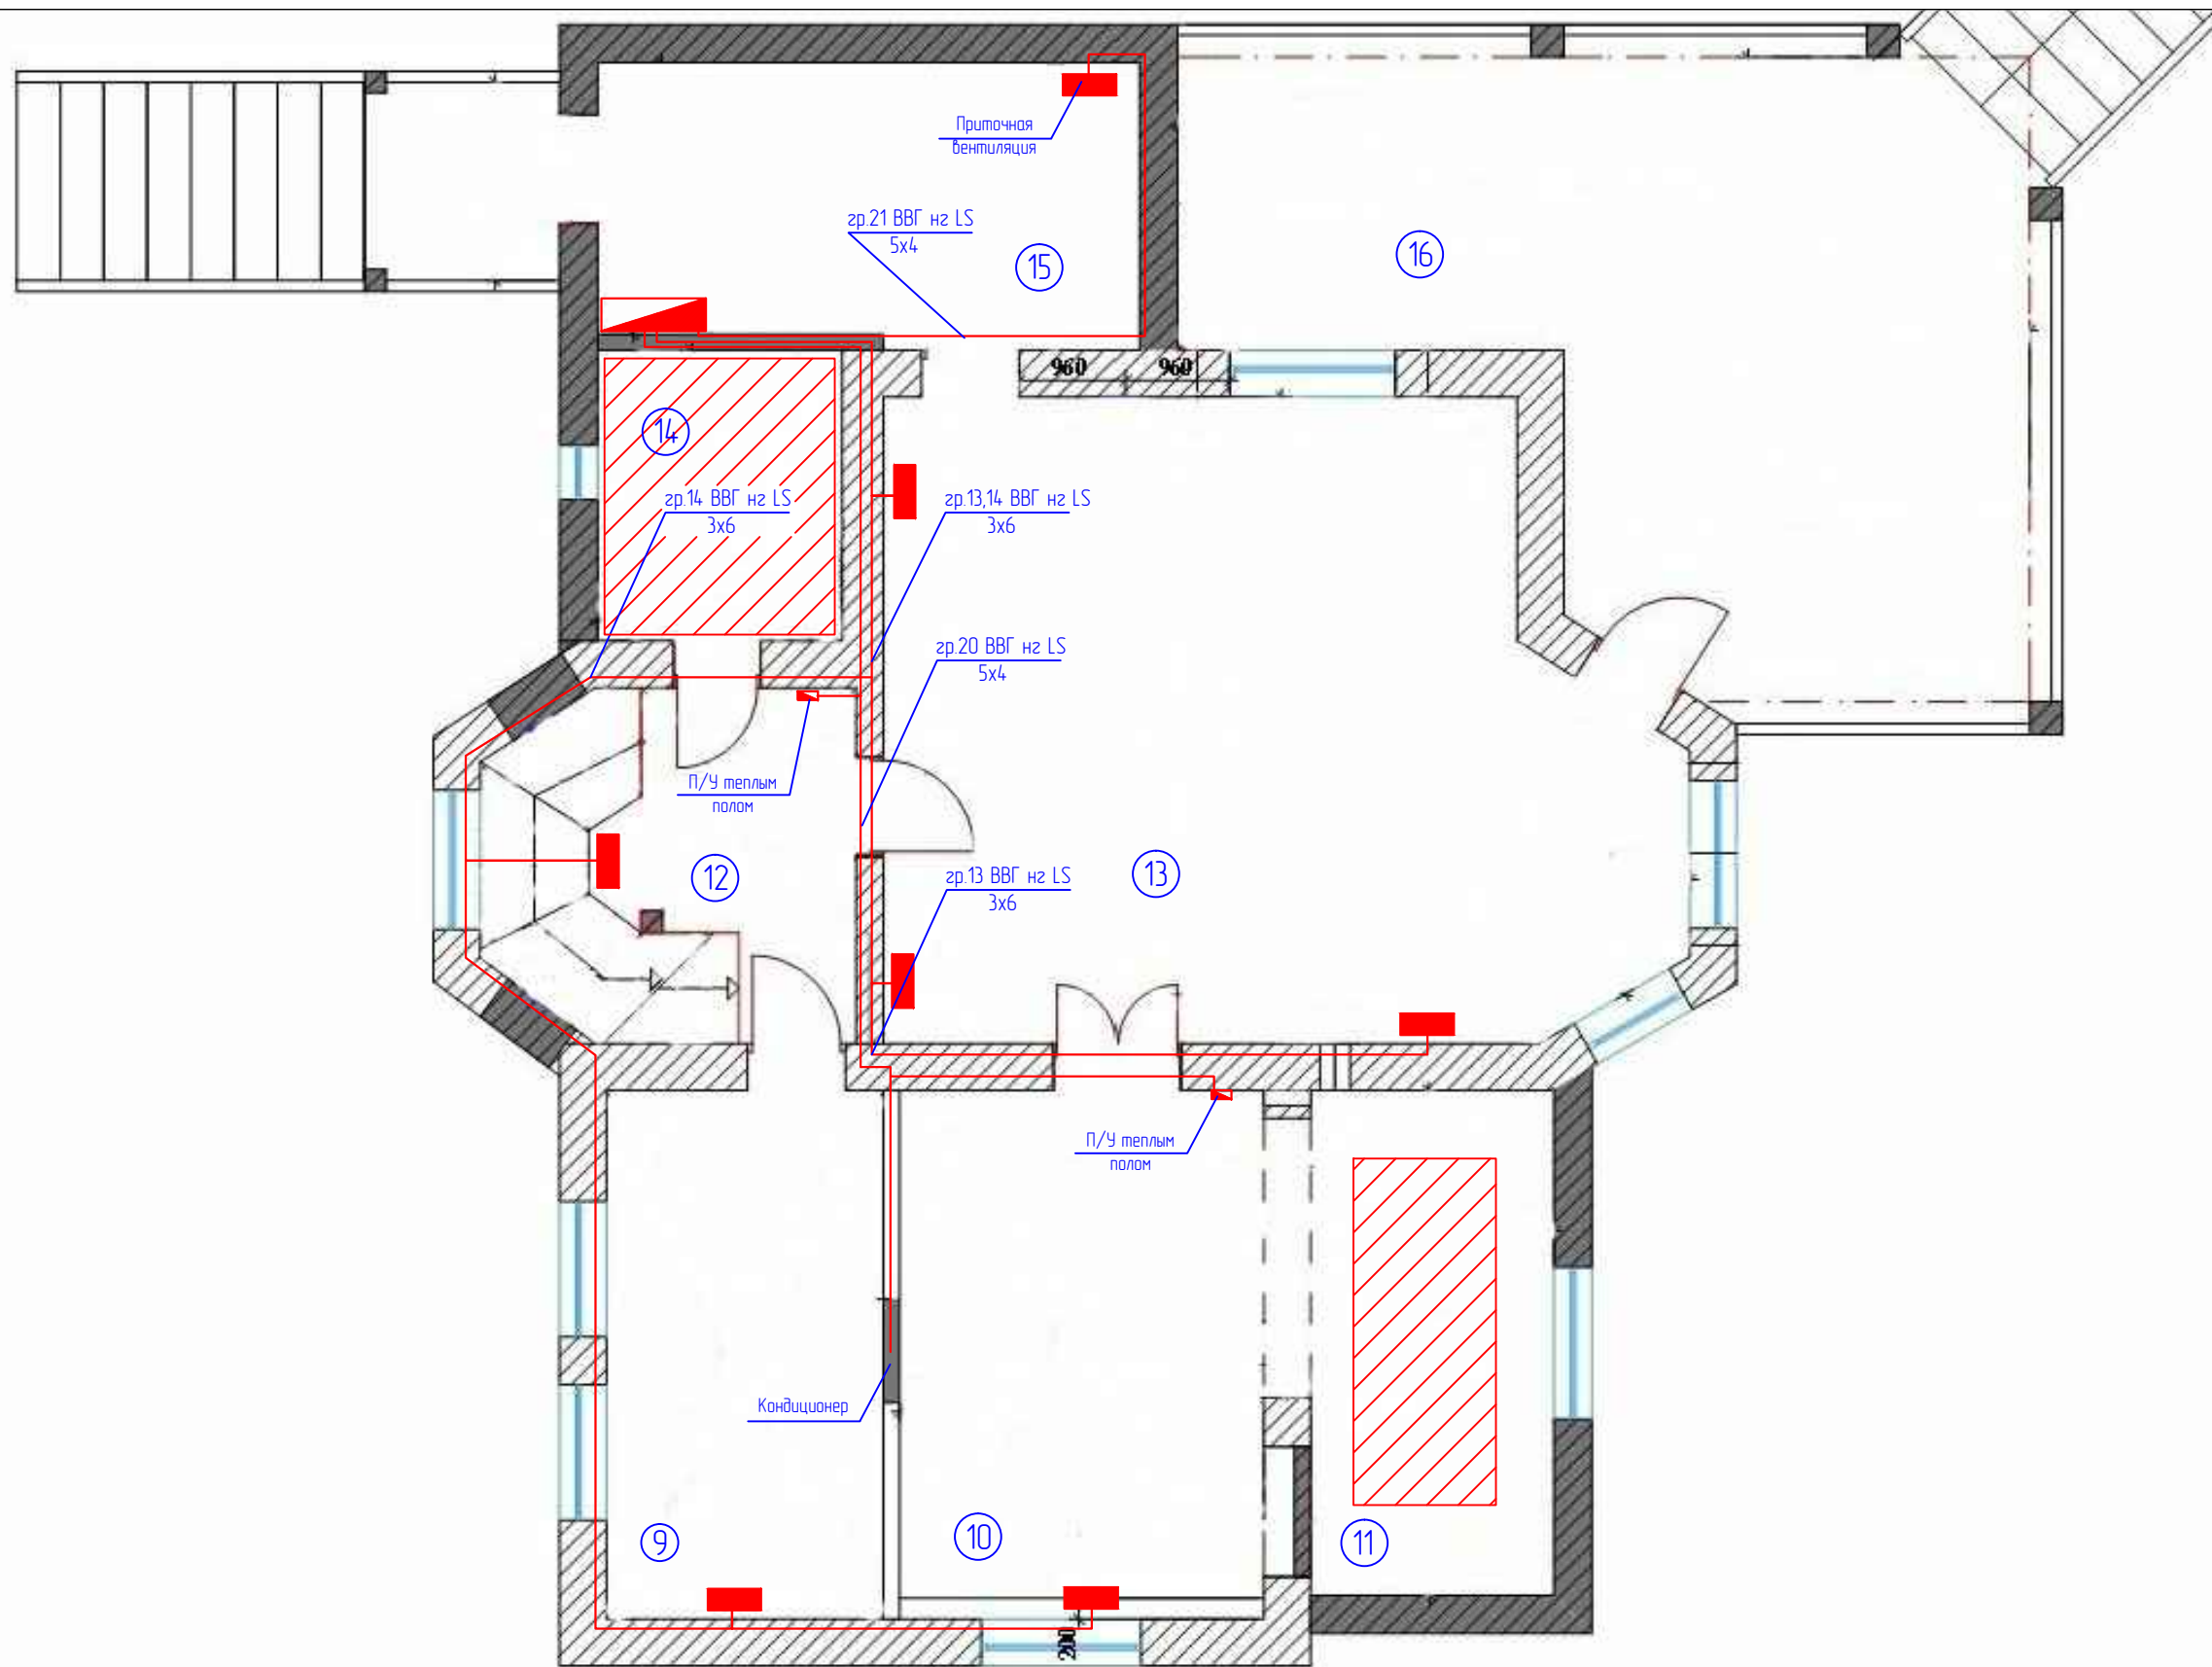 Приточная
вентиляция
гр.21 ВВГ нг LS
5х4
15
16
960
960
14
гр.14 ВВГ нг LS
3х6
гр.13,14 ВВГ нг LS
3х6
гр.20 ВВГ нг LS
5х4
П/У теплым
полом
12
13
гр.13 ВВГ нг LS
3х6
П/У теплым
полом
Кондиционер
9
10
11
200